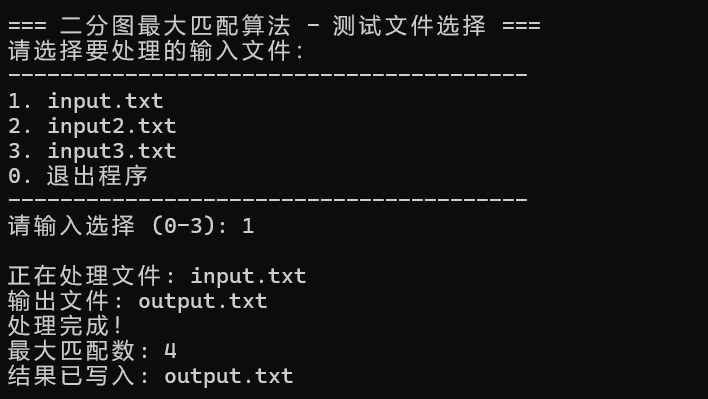 === 二分图最大匹配算法 - 测试文件选择 ===
请选择要处理的输入文件:
----------------------------------------
1. input.txt
2. input2.txt
3. input3.txt
0. 退出程序
----------------------------------------
请输入选择 (0-3): 1
正在处理文件: input.txt
输出文件: output.txt
处理完成!
最大匹配数: 4
结果已写入: output.txt